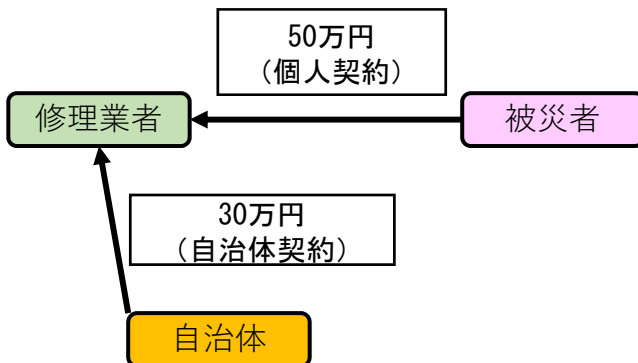 50万円
（個人契約）
修理業者
被災者
30万円
（自治体契約）
自治体